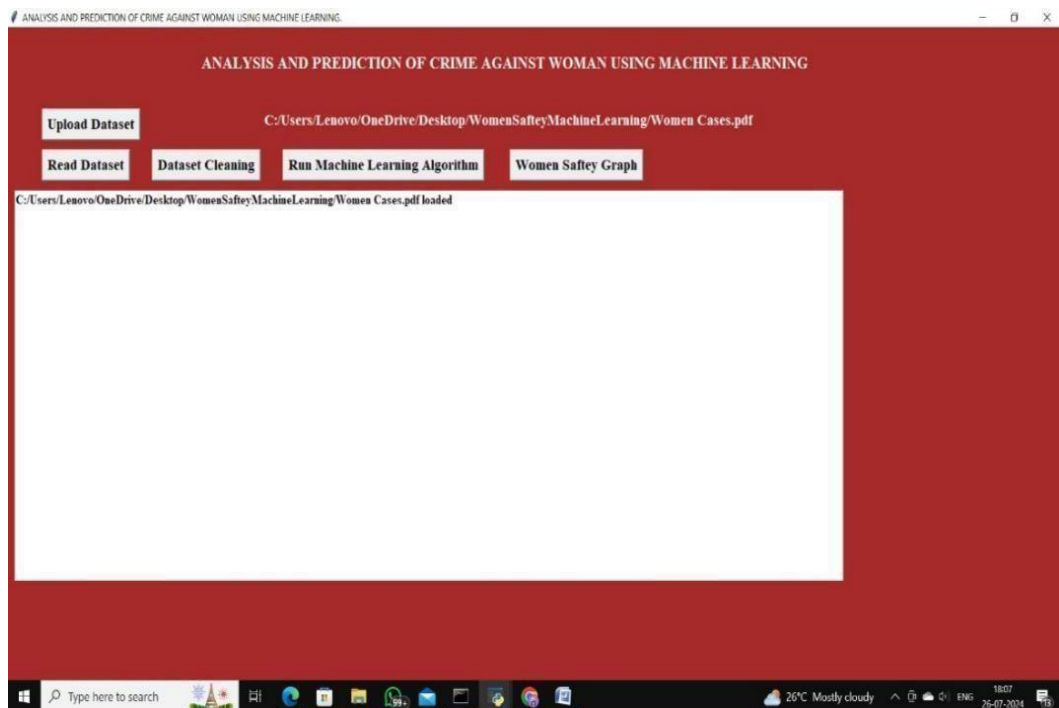 ANALYSIS AND PREDICTION OF CRIME AGAINST WOMAN USING MACHINE LEARNING.
ANALYSIS AND PREDICTION OF CRIME AGAINST WOMAN USING MACHINE LEARNING
Upload Dataset
C:/Users/Lenovo/OneDrive/Desktop/WomenSafteyMachineLearning/Women Cases.pdf
Read Dataset
Dataset Cleaning
Run Machine Learning Algorithm
Women Saftey Graph
C:/Users/Lenovo/OneDrive/Desktop/WomenSafteyMachineLearning/Women Cases.pdf loaded
Type here to search
99+
26°C Mostly cloudy
ENG
18:07
26-07-2024
13